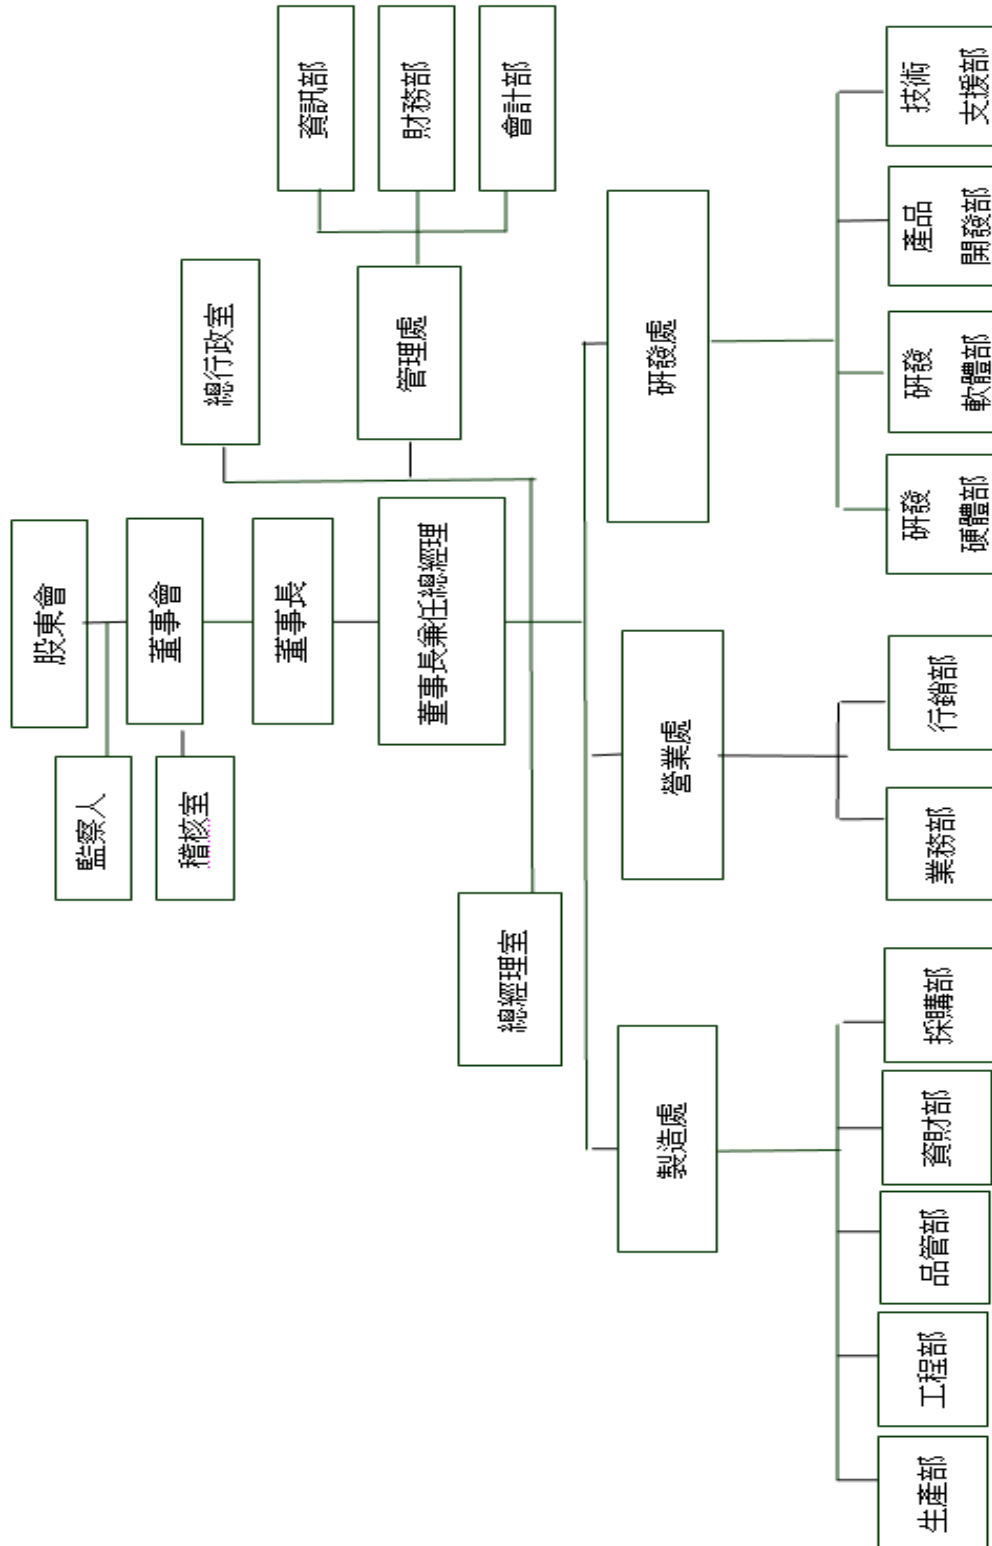 股東會
監察人
董事會
稽核室
董事長
董事長兼任總經理
總行政室
總經理室
管理處
資訊部
財務部
會計部
製造處
營業處
研發處
生產部
工程部
品管部
資財部
採購部
業務部
行銷部
研發
硬體部
研發
軟體部
產品
開發部
技術
支援部